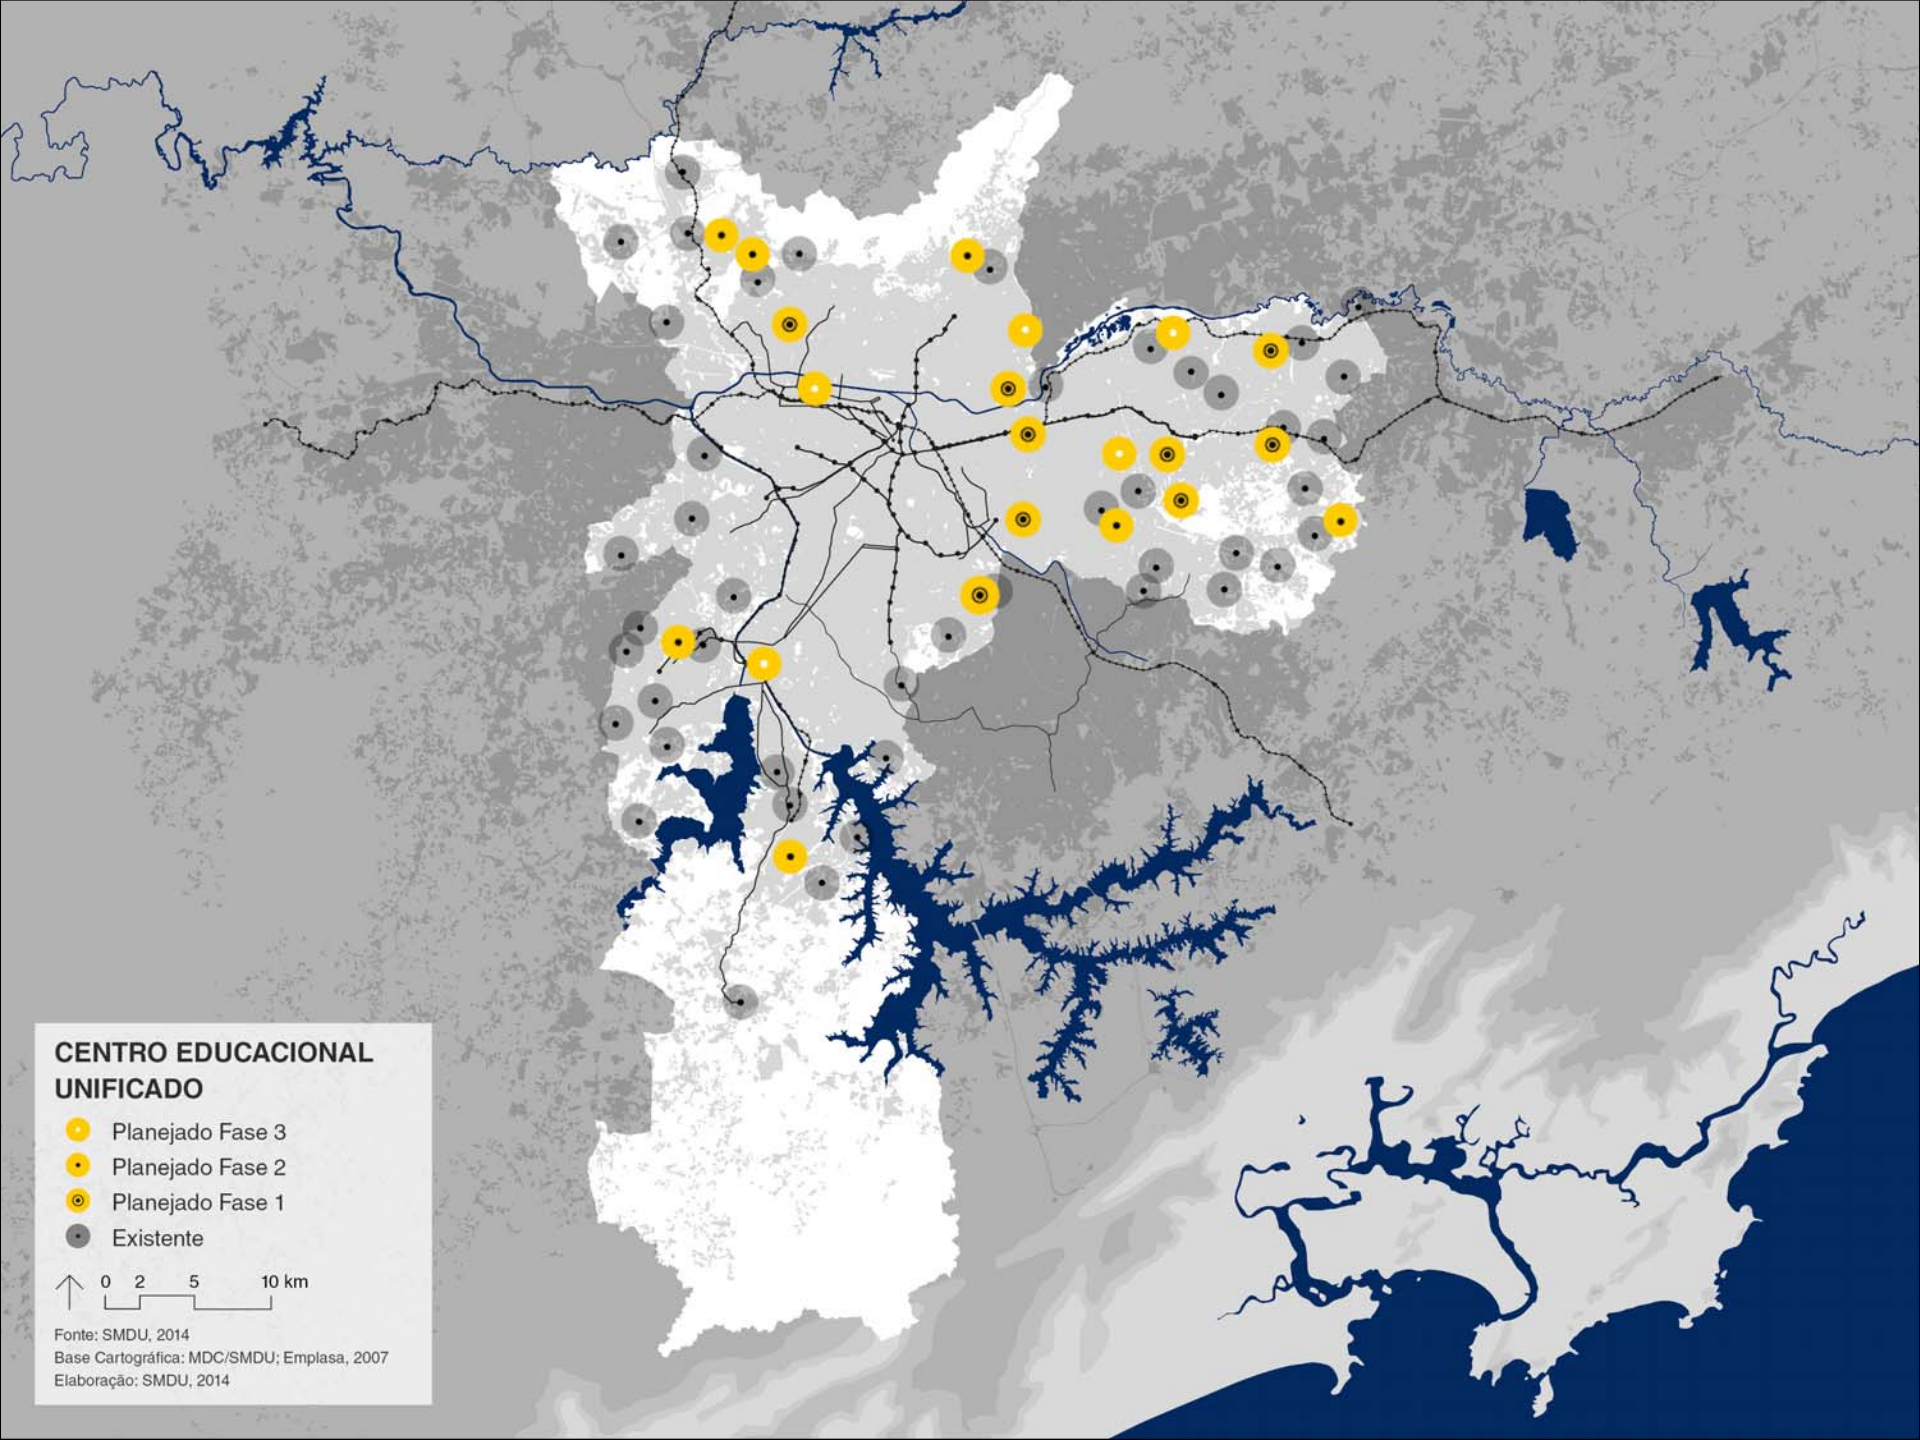 CENTRO EDUCACIONAL
UNIFICADO
Planejado Fase 3
Planejado Fase 2
Planejado Fase 1
Existente
0 2 5 10 km
Fonte: SMDU, 2014
Base Cartográfica: MDC/SMDU; Emplasa, 2007
Elaboração: SMDU, 2014